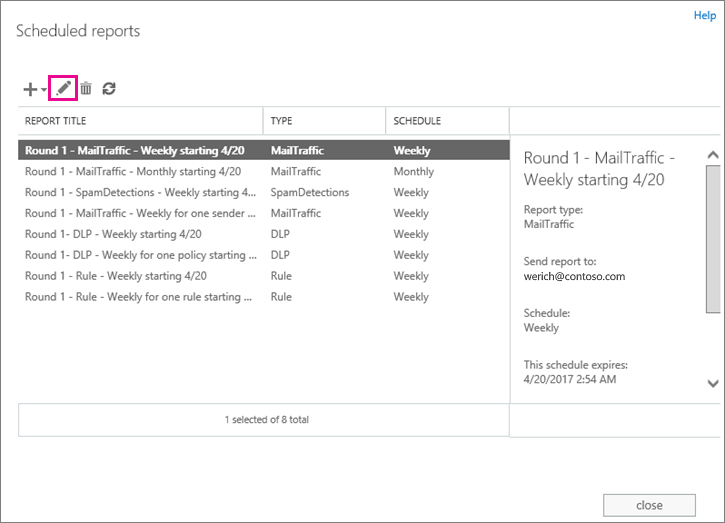 Help
Scheduled reports
REPORT TITLE TYPE SCHEDULE
Round 1 - MailTraffic - Weekly starting 4/20 MailTraffic Weekly
Round 1 - MailTraffic - Monthly starting 4/20 MailTraffic Monthly
Round 1 - SpamDetections - Weekly starting 4... SpamDetections Weekly
Round 1 - MailTraffic - Weekly for one sender ... MailTraffic Weekly
Round 1- DLP - Weekly starting 4/20 DLP Weekly
Round 1- DLP - Weekly for one policy starting ... DLP Weekly
Round 1 - Rule - Weekly starting 4/20 Rule Weekly
Round 1 - Rule - Weekly for one rule starting ... Rule Weekly
1 selected of 8 total
Round 1 - MailTraffic -
Weekly starting 4/20
Report type:
MailTraffic
Send report to:
werich@contoso.com
Schedule:
Weekly
This schedule expires:
4/20/2017 2:54 AM
close